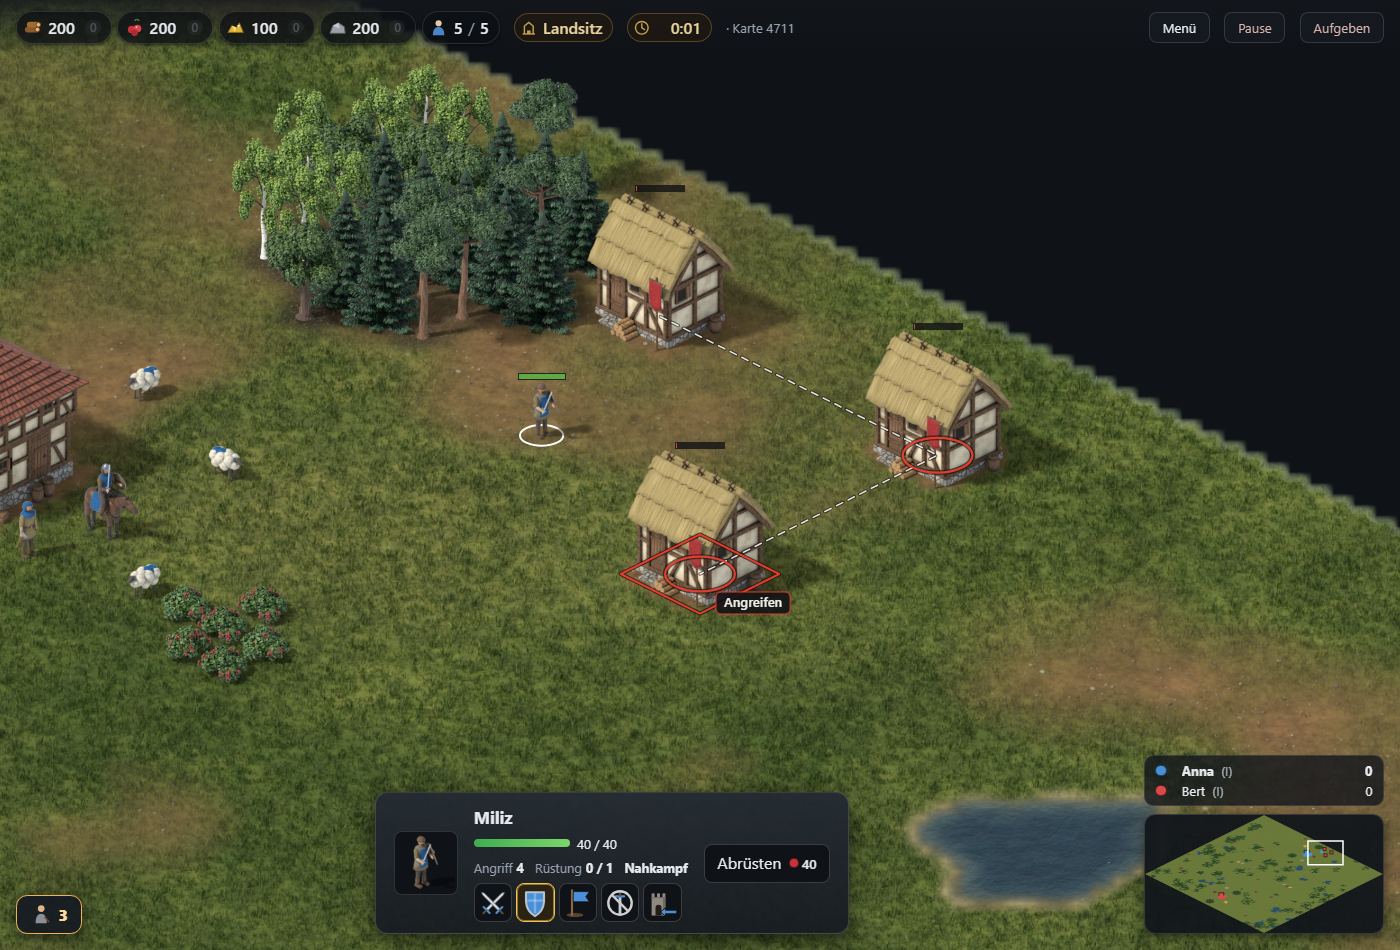 200 0 200 0 100 0 200 0 5 / 5 Landsitz 0:01 · Karte 4711 Menü Pause Aufgeben
Angreifen
Anna (I) 0
Bert (I) 0
Miliz
40 / 40
Angriff 4 Rüstung 0 / 1 Nahkampf
Abrüsten 40
3